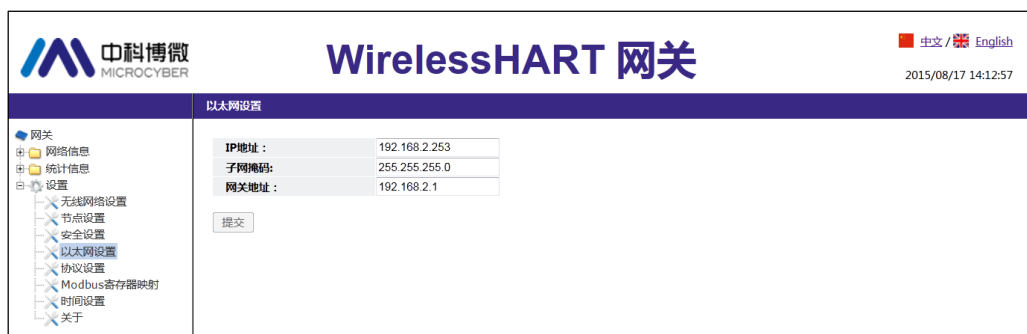 中科博微
MICROCYBER
WirelessHART 网关
中文 / English
2015/08/17 14:12:57
以太网设置
网关
网络信息
统计信息
设置
无线网络设置
节点设置
安全设置
以太网设置
协议设置
Modbus寄存器映射
时间设置
关于
IP地址： 192.168.2.253
子网掩码: 255.255.255.0
网关地址： 192.168.2.1
提交